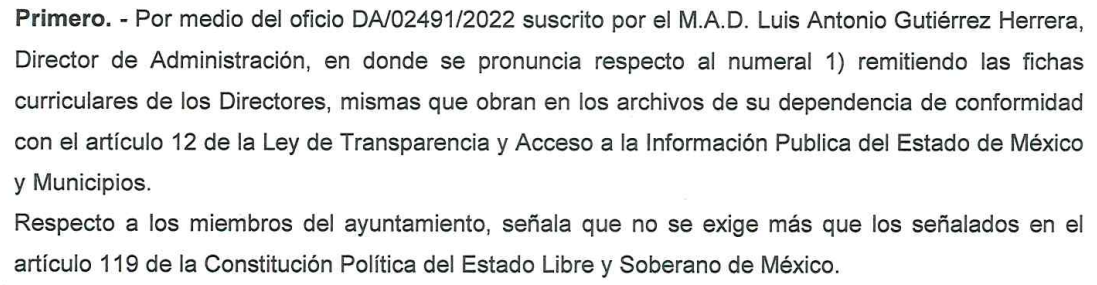 Primero. - Por medio del oficio DA/02491/2022 suscrito por el M.A.D. Luis Antonio Gutiérrez Herrera,
Director de Administración, en donde se pronuncia respecto al numeral 1) remitiendo las fichas
curriculares de los Directores, mismas que obran en los archivos de su dependencia de conformidad
con el artículo 12 de la Ley de Transparencia y Acceso a la Información Publica del Estado de México
y Municipios.
Respecto a los miembros del ayuntamiento, señala que no se exige más que los señalados en el
artículo 119 de la Constitución Política del Estado Libre y Soberano de México.